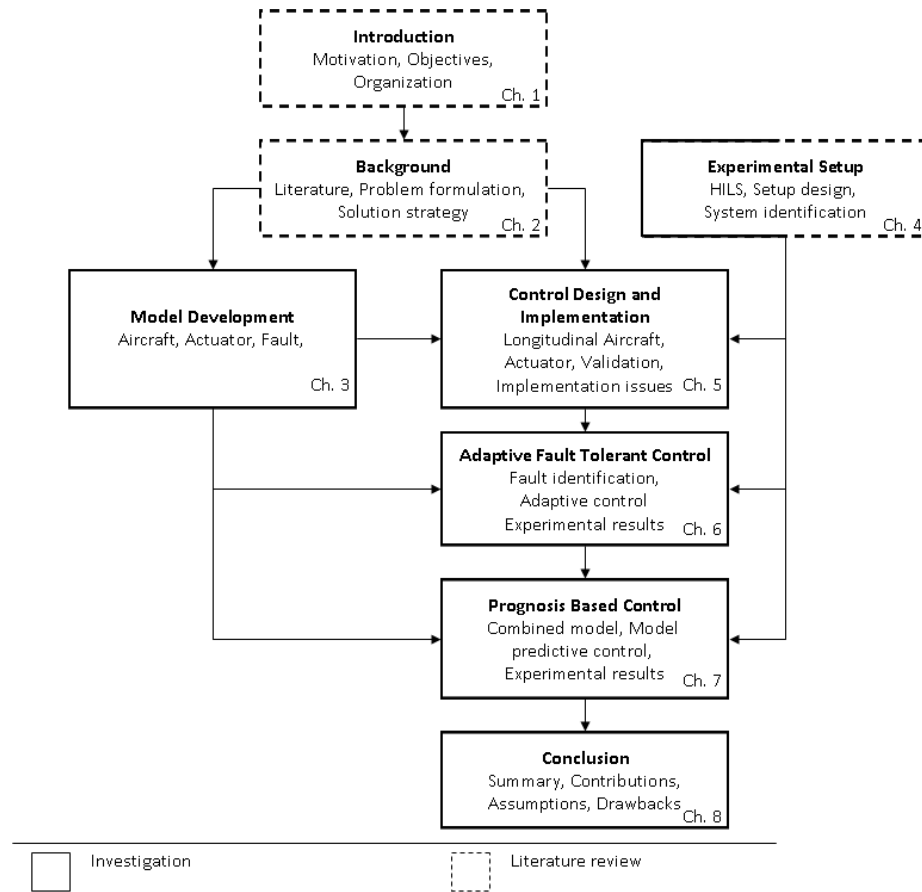 Introduction
Motivation, Objectives,
Organization
Ch. 1
Background
Literature, Problem formulation,
Solution strategy
Ch. 2
Experimental Setup
HILS, Setup design,
System identification
Ch. 4
Model Development
Aircraft, Actuator, Fault,
Ch. 3
Control Design and
Implementation
Longitudinal Aircraft,
Actuator, Validation,
Implementation issues
Ch. 5
Adaptive Fault Tolerant Control
Fault identification,
Adaptive control
Experimental results
Ch. 6
Prognosis Based Control
Combined model, Model
predictive control,
Experimental results
Ch. 7
Conclusion
Summary, Contributions,
Assumptions, Drawbacks
Ch. 8
Investigation
Literature review